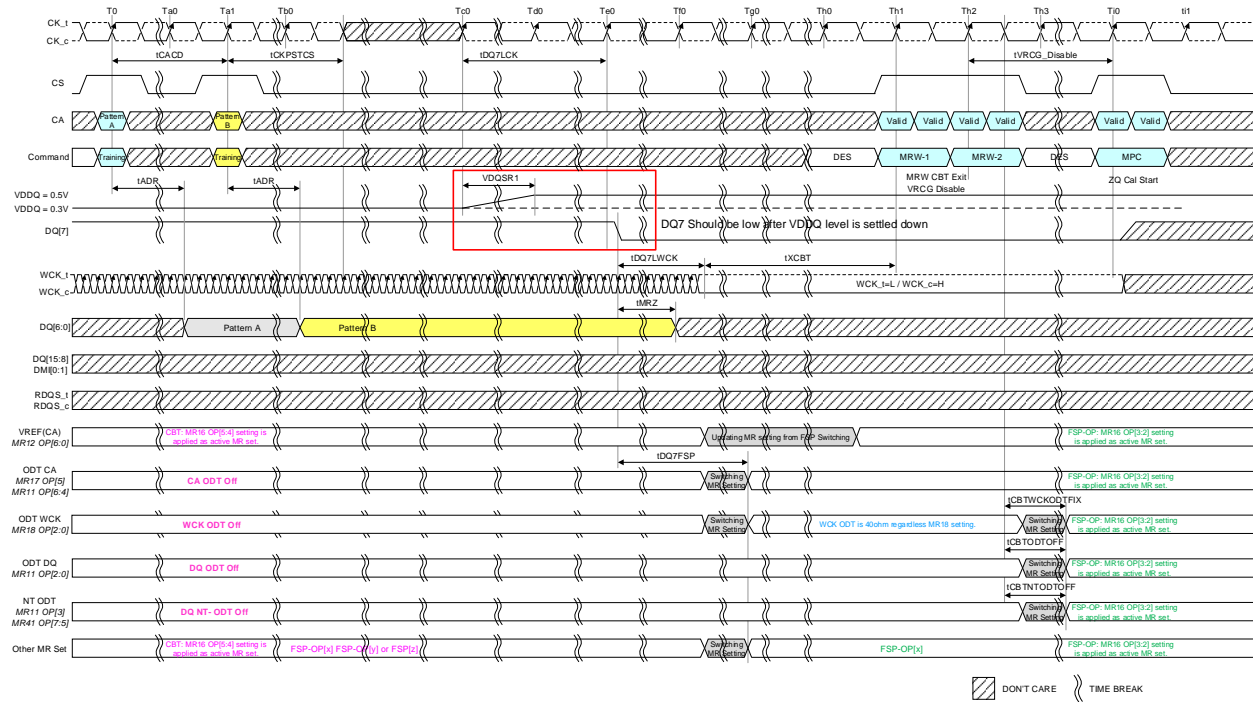 T0 Ta0 Ta1 Tb0 Tc0 Td0 Te0 Tf0 Tg0 Th0 Th1 Th2 Th3 Ti0 ti1
CK_t
CK_c
tCACD tCKPSTCS tDQ7LCK tVRCG_Disable
CS
CA Pattern A Pattern B Valid Valid Valid Valid Valid Valid
Command Training Training DES MRW-1 MRW-2 DES MPC
MRW CBT Exit
VRCG Disable
ZQ Cal Start
tADR tADR VDQSR1
VDDQ = 0.5V
VDDQ = 0.3V
DQ[7] DQ7 Should be low after VDDQ level is settled down
tDQ7LWCK tXCBT
WCK_t
WCK_c
WCK_t=L / WCK_c=H
tMRZ
DQ[6:0] Pattern A Pattern B
DQ[15:8]
DMI[0:1]
RDQS_t
RDQS_c
VREF(CA)
MR12 OP[6:0]
CBT: MR16 OP[5:4] setting is
applied as active MR set.
Updating MR setting from FSP Switching
FSP-OP: MR16 OP[3:2] setting
is applied as active MR set.
tDQ7FSP
ODT CA
MR17 OP[5]
MR11 OP[6:4]
CA ODT Off
Switching
MR Setting
FSP-OP: MR16 OP[3:2] setting
is applied as active MR set.
tCBTWCKODTFIX
ODT WCK
MR18 OP[2:0]
WCK ODT Off
Switching
MR Setting
WCK ODT is 40ohm regardless MR18 setting.
Switching
MR Setting
FSP-OP: MR16 OP[3:2] setting
is applied as active MR set.
tCBTODTOFF
ODT DQ
MR11 OP[2:0]
DQ ODT Off
Switching
MR Setting
FSP-OP: MR16 OP[3:2] setting
is applied as active MR set.
tCBTNTODTOFF
NT ODT
MR11 OP[3]
MR41 OP[7:5]
DQ NT- ODT Off
Switching
MR Setting
FSP-OP: MR16 OP[3:2] setting
is applied as active MR set.
Other MR Set
CBT: MR16 OP[5:4] setting is
applied as active MR set.
FSP-OP[x] FSP-OP[y] or FSP[z]
Switching
MR Setting
FSP-OP[x]
FSP-OP: MR16 OP[3:2] setting
is applied as active MR set.
DON'T CARE TIME BREAK